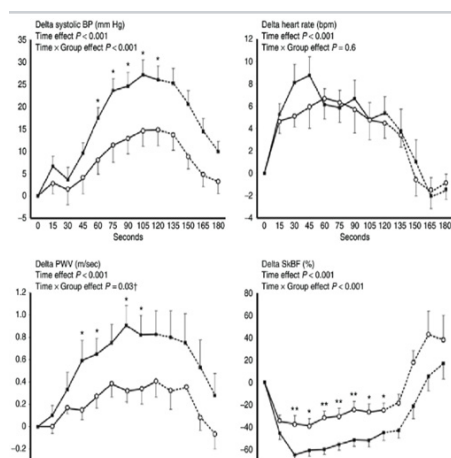 Delta systolic BP (mm Hg)
Time effect P < 0.001
Time × Group effect P < 0.001
35
30
25
20
15
10
5
0
−5
* * * * *
0 15 30 45 60 75 90 105 120 135 150 165 180
Seconds
Delta heart rate (bpm)
Time effect P < 0.001
Time × Group effect P = 0.6
12
10
8
6
4
2
0
−2
−4
0 15 30 45 60 75 90 105 120 135 150 165 180
Seconds
Delta PWV (m/sec)
Time effect P < 0.001
Time × Group effect P = 0.03†
1.2
1.0
0.8
0.6
0.4
0.2
0.0
* * * *
Delta SkBF (%)
Time effect P < 0.001
Time × Group effect P < 0.001
80
60
40
20
0
−20
−40
−60
** * ** ** ** * *